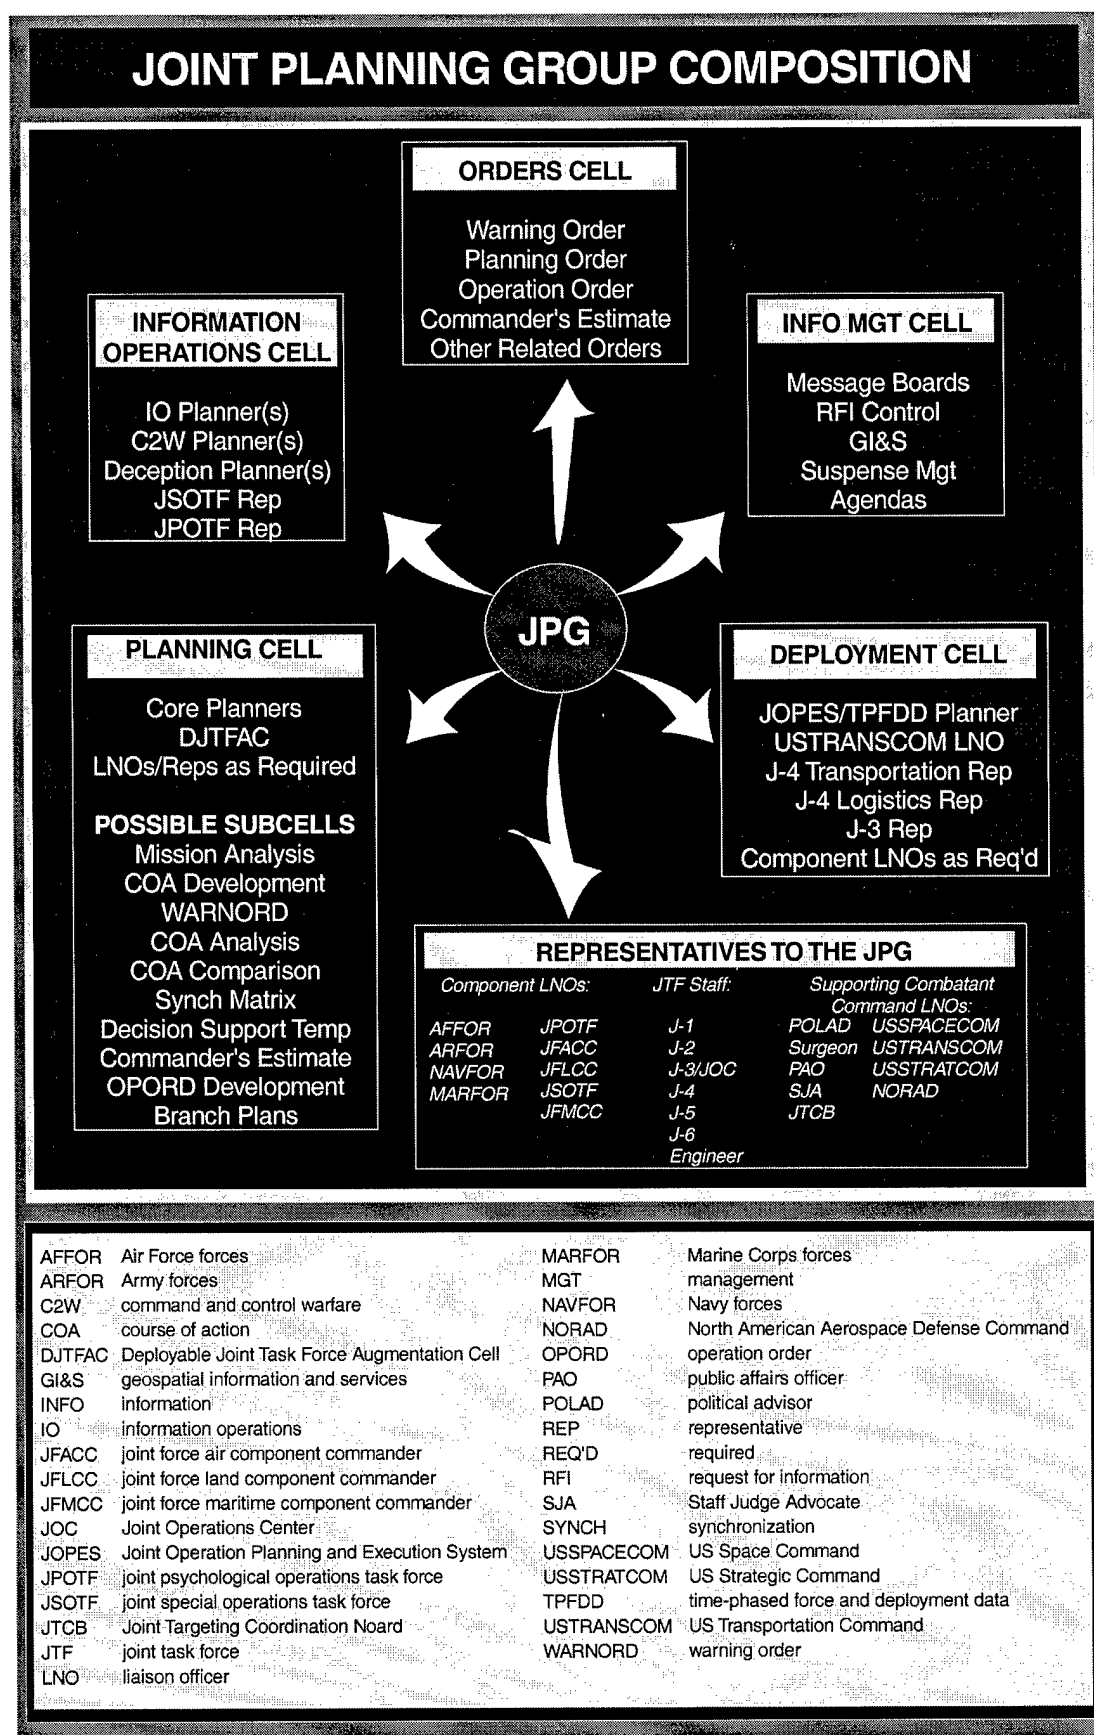 JOINT PLANNING GROUP COMPOSITION
ORDERS CELL
Warning Order
Planning Order
Operation Order
Commander's Estimate
Other Related Orders
INFORMATION
OPERATIONS CELL
IO Planner(s)
C2W Planner(s)
Deception Planner(s)
JSOTF Rep
JPOTF Rep
INFO MGT CELL
Message Boards
RFI Control
GI&S
Suspense Mgt
Agendas
JPG
PLANNING CELL
Core Planners
DJTFAC
LNOs/Reps as Required
POSSIBLE SUBCELLS
Mission Analysis
COA Development
WARNORD
COA Analysis
COA Comparison
Synch Matrix
Decision Support Temp
Commander's Estimate
OPORD Development
Branch Plans
DEPLOYMENT CELL
JOPES/TPFDD Planner
USTRANSCOM LNO
J-4 Transportation Rep
J-4 Logistics Rep
J-3 Rep
Component LNOs as Req'd
REPRESENTATIVES TO THE JPG
Component LNOs: JTF Staff: Supporting Combatant
Command LNOs:
AFFOR JPOTF J-1 POLAD USSPACECOM
ARFOR JFACC J-2 Surgeon USTRANSCOM
NAVFOR JFLCC J-3/JOC PAO USSTRATCOM
MARFOR JSOTF J-4 SJA NORAD
JFMCC J-5 JTCB
J-6
Engineer
AFFOR Air Force forces
ARFOR Army forces
C2W command and control warfare
COA course of action
DJTFAC Deployable Joint Task Force Augmentation Cell
GI&S geospatial information and services
INFO information
IO information operations
JFACC joint force air component commander
JFLCC joint force land component commander
JFMCC joint force maritime component commander
JOC Joint Operations Center
JOPES Joint Operation Planning and Execution System
JPOTF joint psychological operations task force
JSOTF joint special operations task force
JTCB Joint Targeting Coordination Noard
JTF joint task force
LNO liaison officer
MARFOR Marine Corps forces
MGT management
NAVFOR Navy forces
NORAD North American Aerospace Defense Command
OPORD operation order
PAO public affairs officer
POLAD political advisor
REP representative
REQ'D required
RFI request for information
SJA Staff Judge Advocate
SYNCH synchronization
USSPACECOM US Space Command
USSTRATCOM US Strategic Command
TPFDD time-phased force and deployment data
USTRANSCOM US Transportation Command
WARNORD warning order